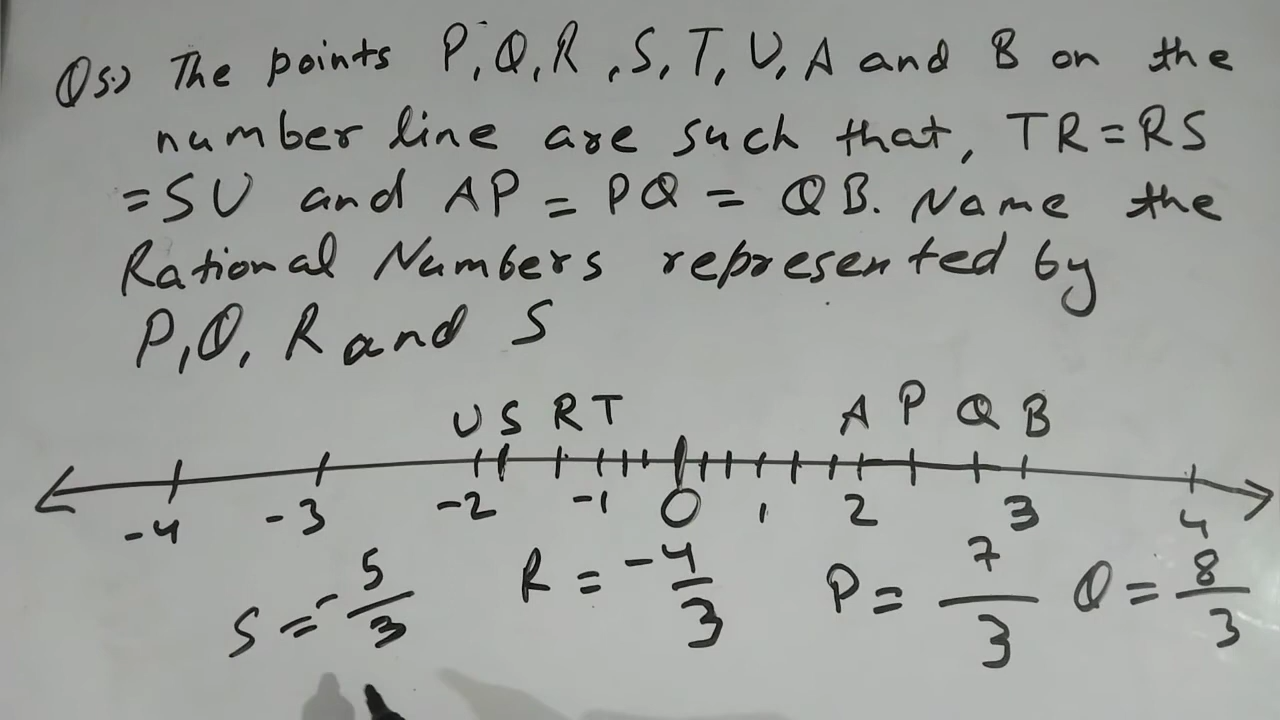 Q5.) The points P, Q, R, S, T, U, A and B on the
number line are such that, TR = RS
= SU and AP = PQ = QB. Name the
Rational Numbers represented by
P, Q, R and S
U S R T A P Q B
-4 -3 -2 -1 0 1 2 3 4
S = -5/3 R = -4/3 P = 7/3 Q = 8/3